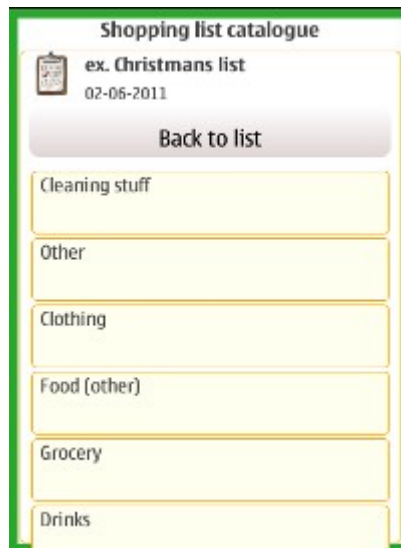 Shopping list catalogue
ex. Christmans list
02-06-2011
Back to list
Cleaning stuff
Other
Clothing
Food (other)
Grocery
Drinks